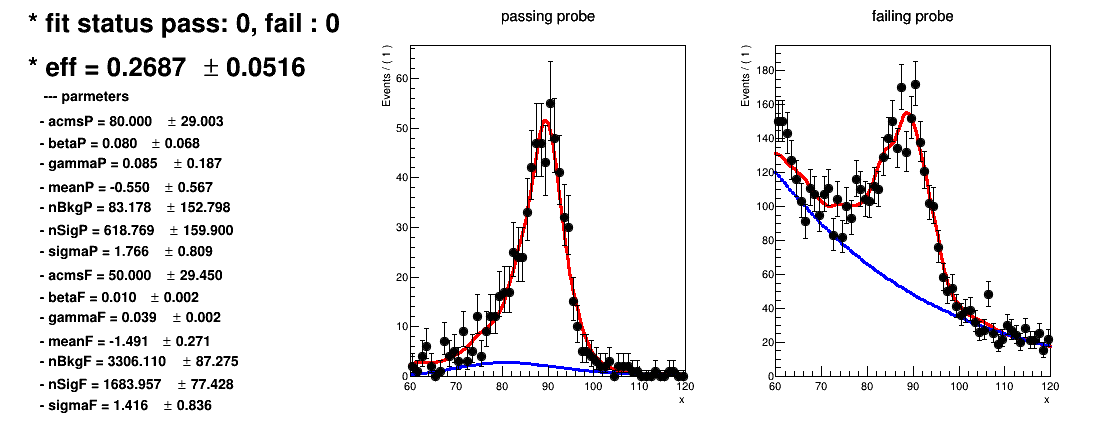 * fit status pass: 0, fail : 0
* eff = 0.2687 ± 0.0516
--- parmeters
- acmsP = 80.000 ± 29.003
- betaP = 0.080 ± 0.068
- gammaP = 0.085 ± 0.187
- meanP = -0.550 ± 0.567
- nBkgP = 83.178 ± 152.798
- nSigP = 618.769 ± 159.900
- sigmaP = 1.766 ± 0.809
- acmsF = 50.000 ± 29.450
- betaF = 0.010 ± 0.002
- gammaF = 0.039 ± 0.002
- meanF = -1.491 ± 0.271
- nBkgF = 3306.110 ± 87.275
- nSigF = 1683.957 ± 77.428
- sigmaF = 1.416 ± 0.836
passing probe
Events / ( 1 )
60
50
40
30
20
10
0
60 70 80 90 100 110 120
x
failing probe
Events / ( 1 )
180
160
140
120
100
80
60
40
20
0
60 70 80 90 100 110 120
x